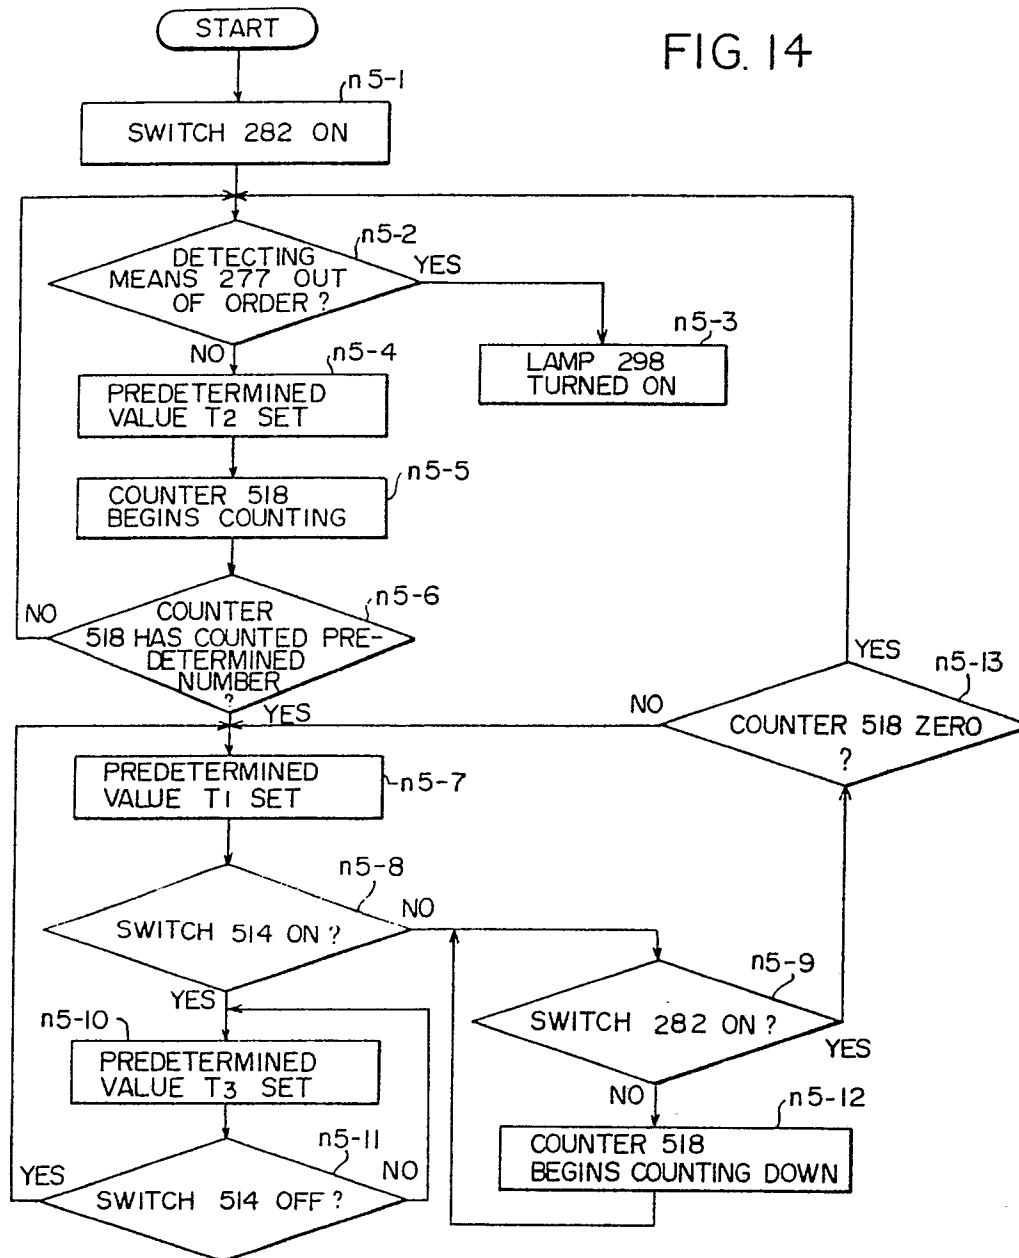 START
FIG. 14
n5-1
SWITCH 282 ON
n5-2
DETECTING
MEANS 277 OUT
OF ORDER?
YES
NO
n5-3
LAMP 298
TURNED ON
n5-4
PREDETERMINED
VALUE T2 SET
n5-5
COUNTER 518
BEGINS COUNTING
n5-6
NO
COUNTER
518 HAS COUNTED PRE-
DETERMINED
NUMBER
?
YES
n5-13
YES
NO
COUNTER 518 ZERO
?
PREDETERMINED
VALUE T1 SET
n5-7
n5-8
SWITCH 514 ON?
NO
YES
n5-9
SWITCH 282 ON?
YES
NO
n5-10
PREDETERMINED
VALUE T3 SET
n5-12
COUNTER 518
BEGINS COUNTING DOWN
n5-11
YES
SWITCH 514 OFF?
NO